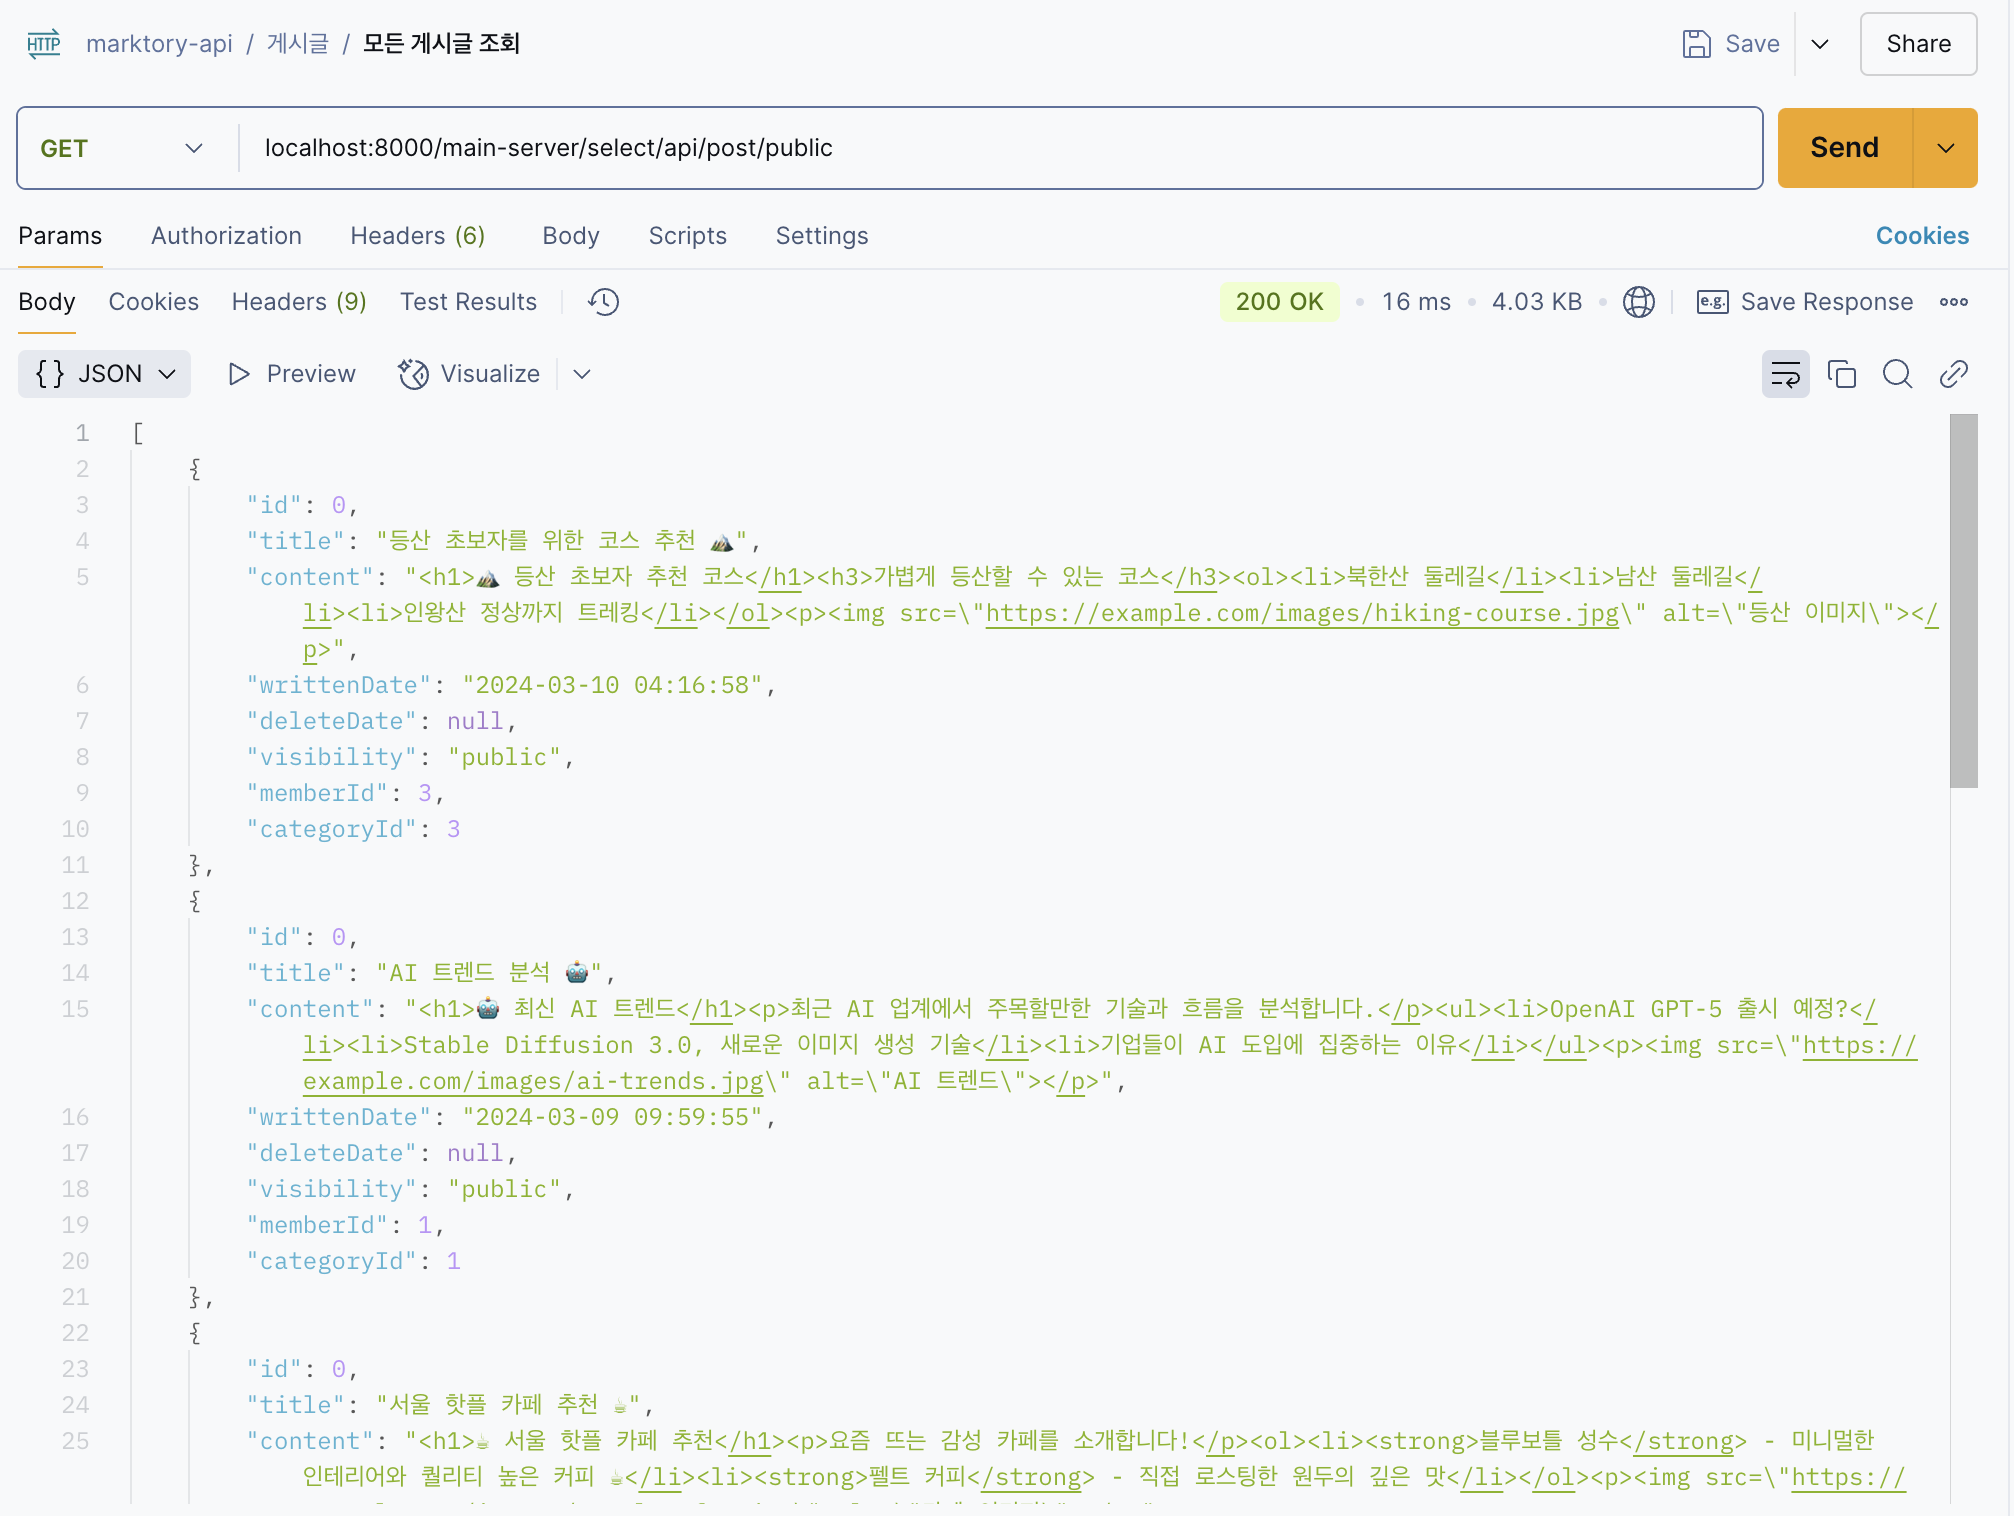 HTTP marktory-api / 게시글 / 모든 게시글 조회 Save Share
GET localhost:8000/main-server/select/api/post/public Send
Params Authorization Headers (6) Body Scripts Settings Cookies
Body Cookies Headers (9) Test Results 200 OK • 16 ms • 4.03 KB • e.g. Save Response
{} JSON Preview Visualize
1 [
2 {
3 "id": 0,
4 "title": "등산 초보자를 위한 코스 추천 ⛰️",
5 "content": "<h1>⛰️ 등산 초보자 추천 코스</h1><h3>가볍게 등산할 수 있는 코스</h3><ol><li>북한산 둘레길</li><li>남산 둘레길</
li><li>인왕산 정상까지 트레킹</li></ol><p><img src=\"https://example.com/images/hiking-course.jpg\" alt=\"등산 이미지\"></
p>",
6 "writtenDate": "2024-03-10 04:16:58",
7 "deleteDate": null,
8 "visibility": "public",
9 "memberId": 3,
10 "categoryId": 3
11 },
12 {
13 "id": 0,
14 "title": "AI 트렌드 분석 🤖",
15 "content": "<h1>🤖 최신 AI 트렌드</h1><p>최근 AI 업계에서 주목할만한 기술과 흐름을 분석합니다.</p><ul><li>OpenAI GPT-5 출시 예정?</
li><li>Stable Diffusion 3.0, 새로운 이미지 생성 기술</li><li>기업들이 AI 도입에 집중하는 이유</li></ul><p><img src=\"https://
example.com/images/ai-trends.jpg\" alt=\"AI 트렌드\"></p>",
16 "writtenDate": "2024-03-09 09:59:55",
17 "deleteDate": null,
18 "visibility": "public",
19 "memberId": 1,
20 "categoryId": 1
21 },
22 {
23 "id": 0,
24 "title": "서울 핫플 카페 추천 ☕",
25 "content": "<h1>☕ 서울 핫플 카페 추천</h1><p>요즘 뜨는 감성 카페를 소개합니다!</p><ol><li><strong>블루보틀 성수</strong> - 미니멀한
인테리어와 퀄리티 높은 커피 ☕</li><li><strong>펠트 커피</strong> - 직접 로스팅한 원두의 깊은 맛</li></ol><p><img src=\"https://